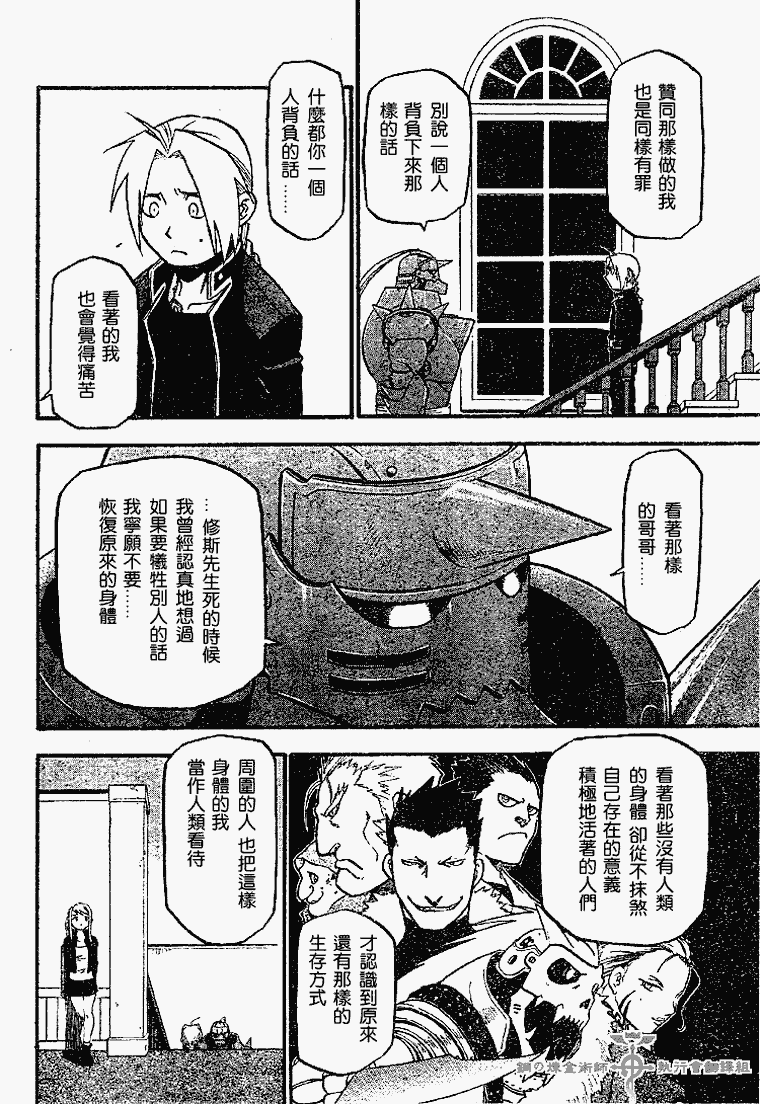 贊同那樣做的我
也是同樣有罪
別說一個人
背負下來那
樣的話
什麼都你一個
人背負的話
……
看著的我
也會覺得痛苦
看著那樣
的哥哥……
…修斯先生死的時候
我曾經認真地想過
如果要犧牲別人的話
我寧願不要……
恢復原來的身體
看著那些沒有人類
的身體 卻從不抹煞
自己存在的意義
積極地活著的人們
才認識到原來
還有那樣的
生存方式
周圍的人 也把這樣
身體的我
當作人類看待
鋼の煉金術師 執行會翻譯組